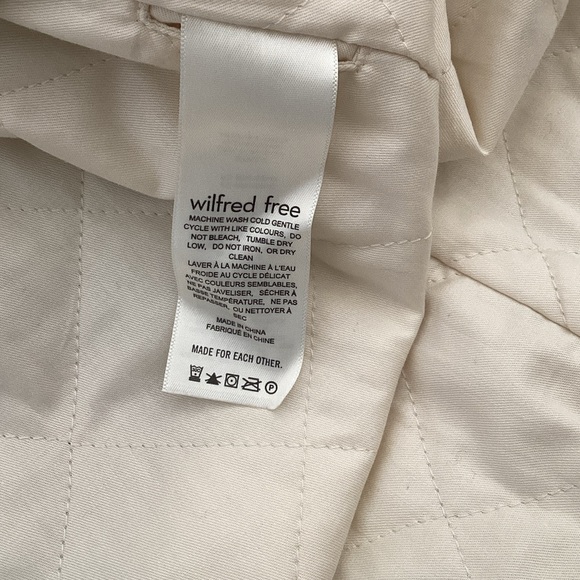 wilfred free
MACHINE WASH COLD GENTLE
CYCLE WITH LIKE COLOURS, DO
NOT BLEACH, TUMBLE DRY
LOW, DO NOT IRON, OR DRY
CLEAN
LAVER À LA MACHINE À L'EAU
FROIDE AU CYCLE DÉLICAT
AVEC COULEURS SEMBLABLES,
NE PAS JAVELISER, SÉCHER À
BASSE TEMPÉRATURE, NE PAS
REPASSER, OU NETTOYER À
SEC
MADE IN CHINA
FABRIQUÉ EN CHINE
MADE FOR EACH OTHER.
P